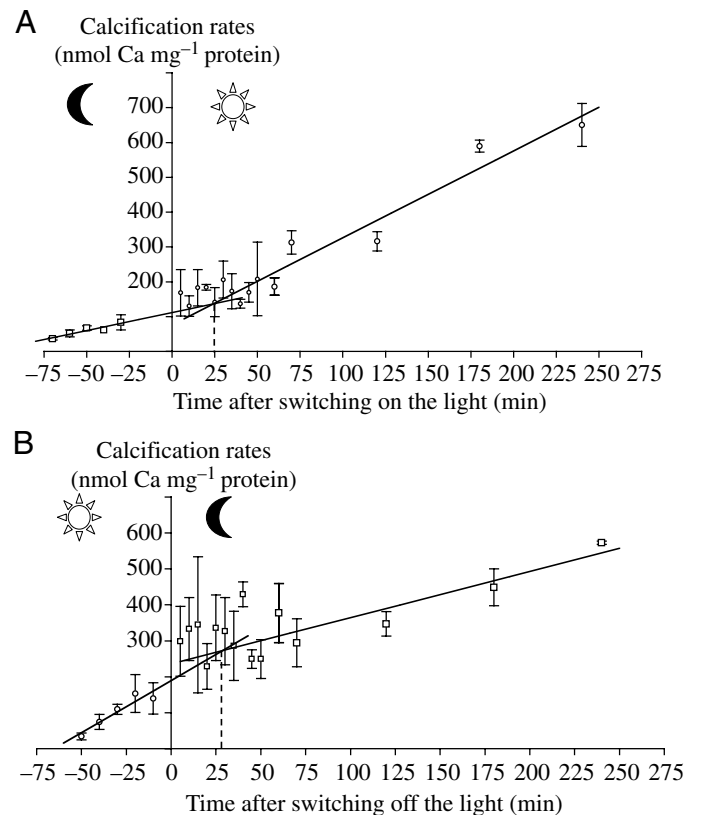 A
Calcification rates
(nmol Ca mg⁻¹ protein)
700
600
500
400
300
200
−75 −50 −25 0 25 50 75 100 125 150 175 200 225 250 275
Time after switching on the light (min)
B
Calcification rates
(nmol Ca mg⁻¹ protein)
600
500
400
300
−75 −50 −25 0 25 50 75 100 125 150 175 200 225 250 275
Time after switching off the light (min)